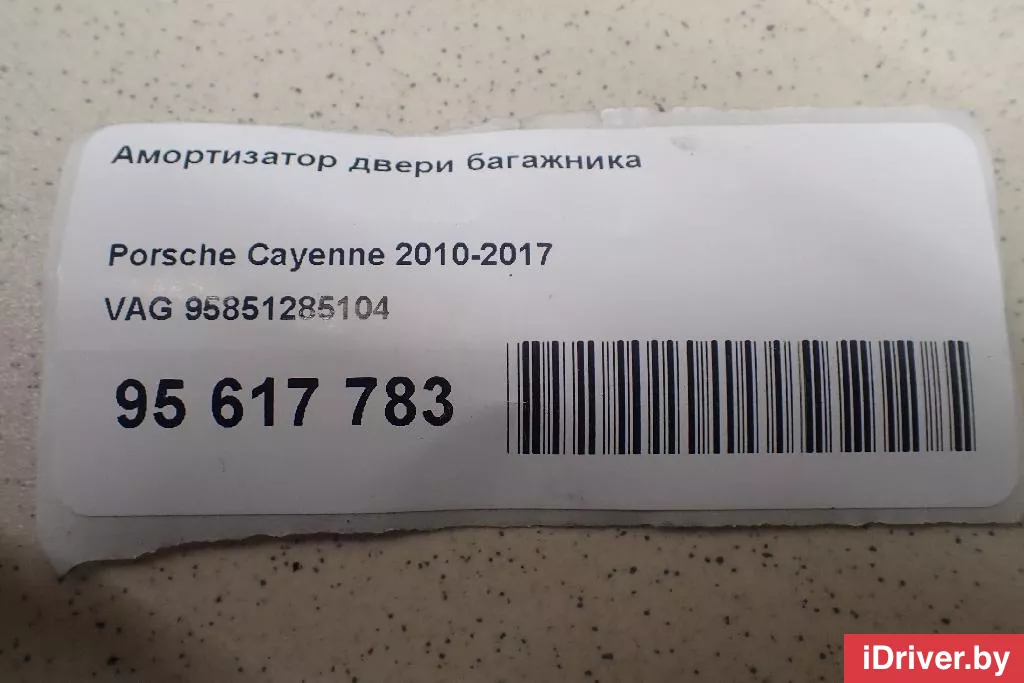 Амортизатор двери багажника
Porsche Cayenne 2010-2017
VAG 95851285104
95 617 783
iDriver.by